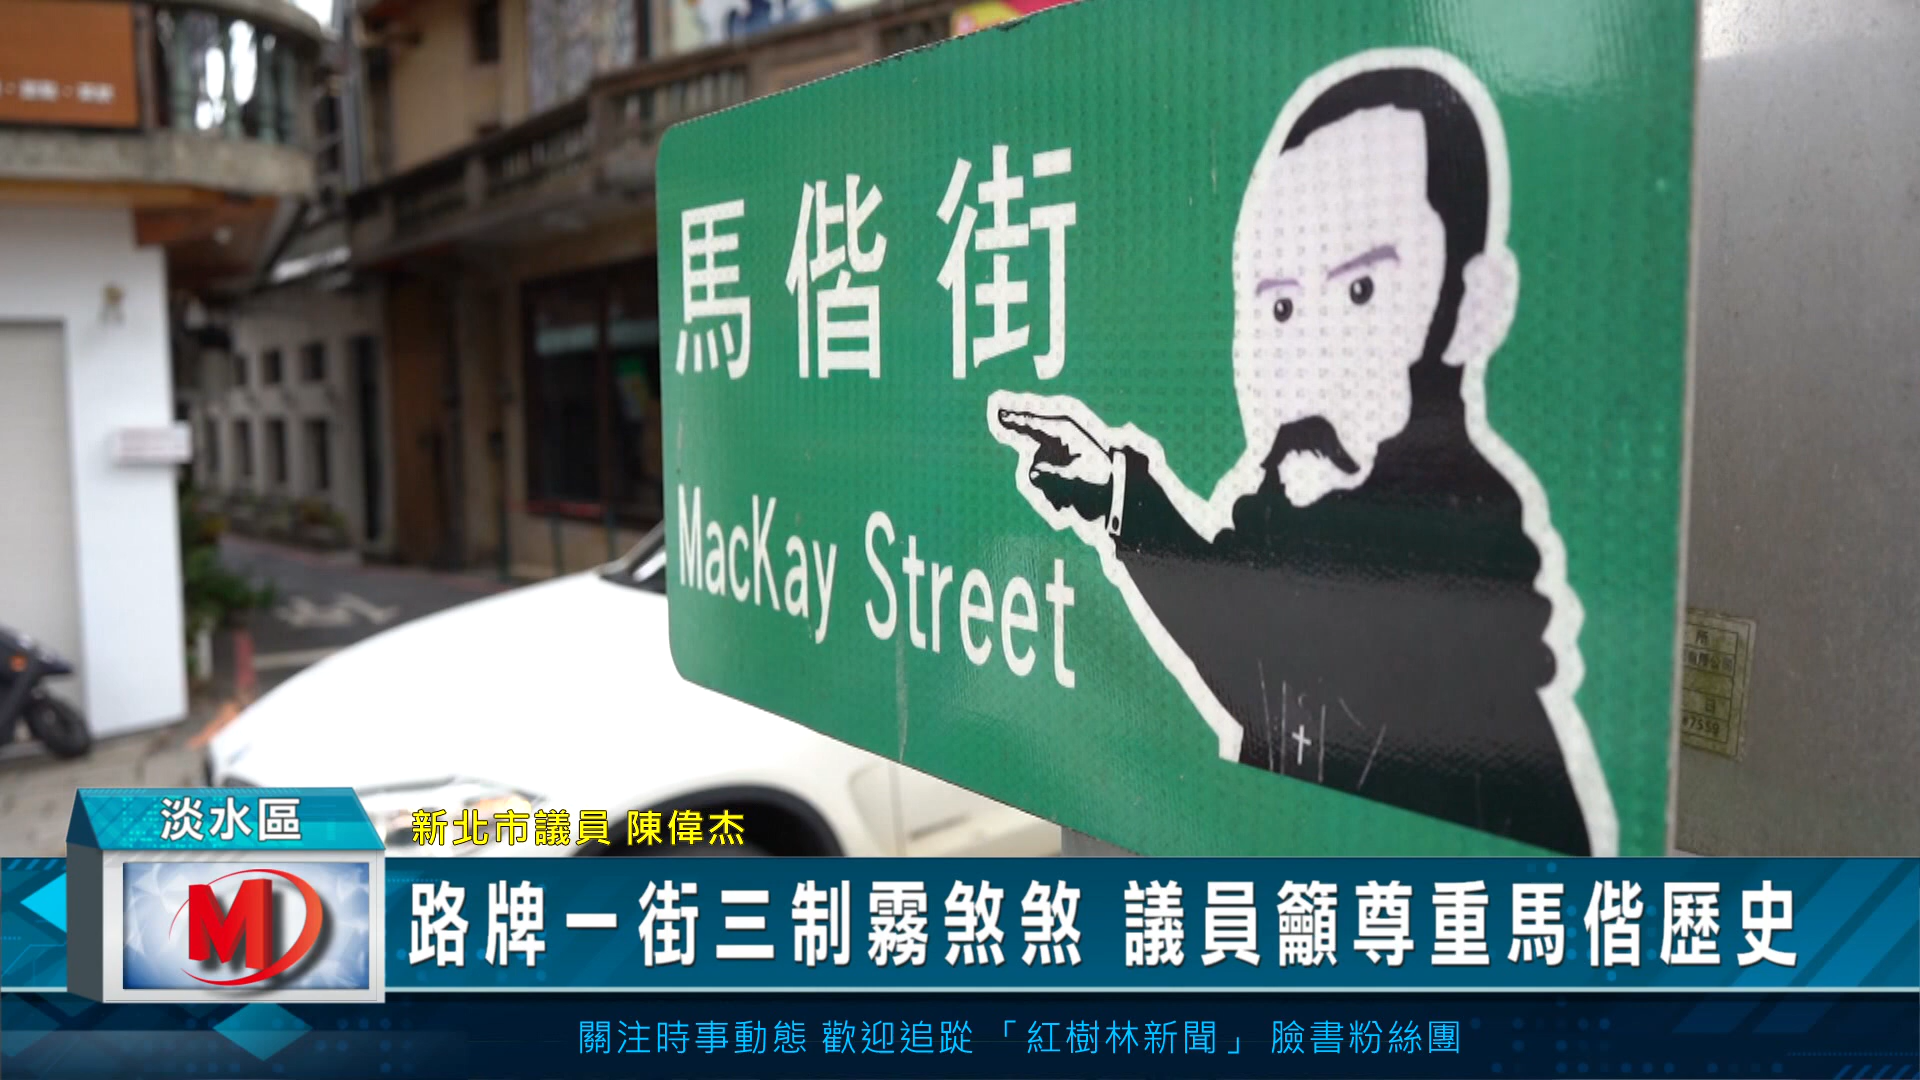 馬偕街
MacKay Street
淡水區
新北市議員 陳偉杰
M
路牌一街三制霧煞煞 議員籲尊重馬偕歷史
關注時事動態 歡迎追蹤「紅樹林新聞」臉書粉絲團